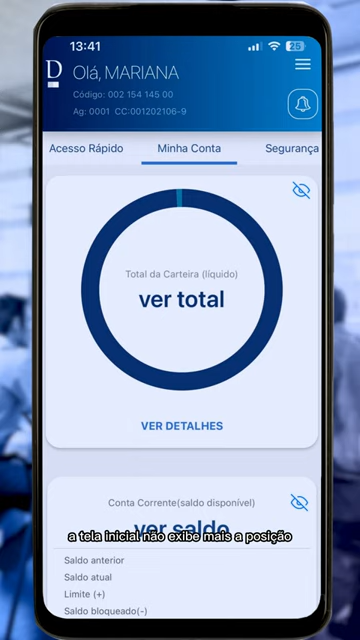 13:41
25
D
Olá, MARIANA
Código: 002 154 145 00
Ag: 0001 CC:001202106-9
Acesso Rápido
Minha Conta
Segurança
Total da Carteira (líquido)
ver total
VER DETALHES
Conta Corrente(saldo disponível)
ver saldo
a tela inicial não exibe mais a posição
Saldo anterior
Saldo atual
Limite (+)
Saldo bloqueado(-)